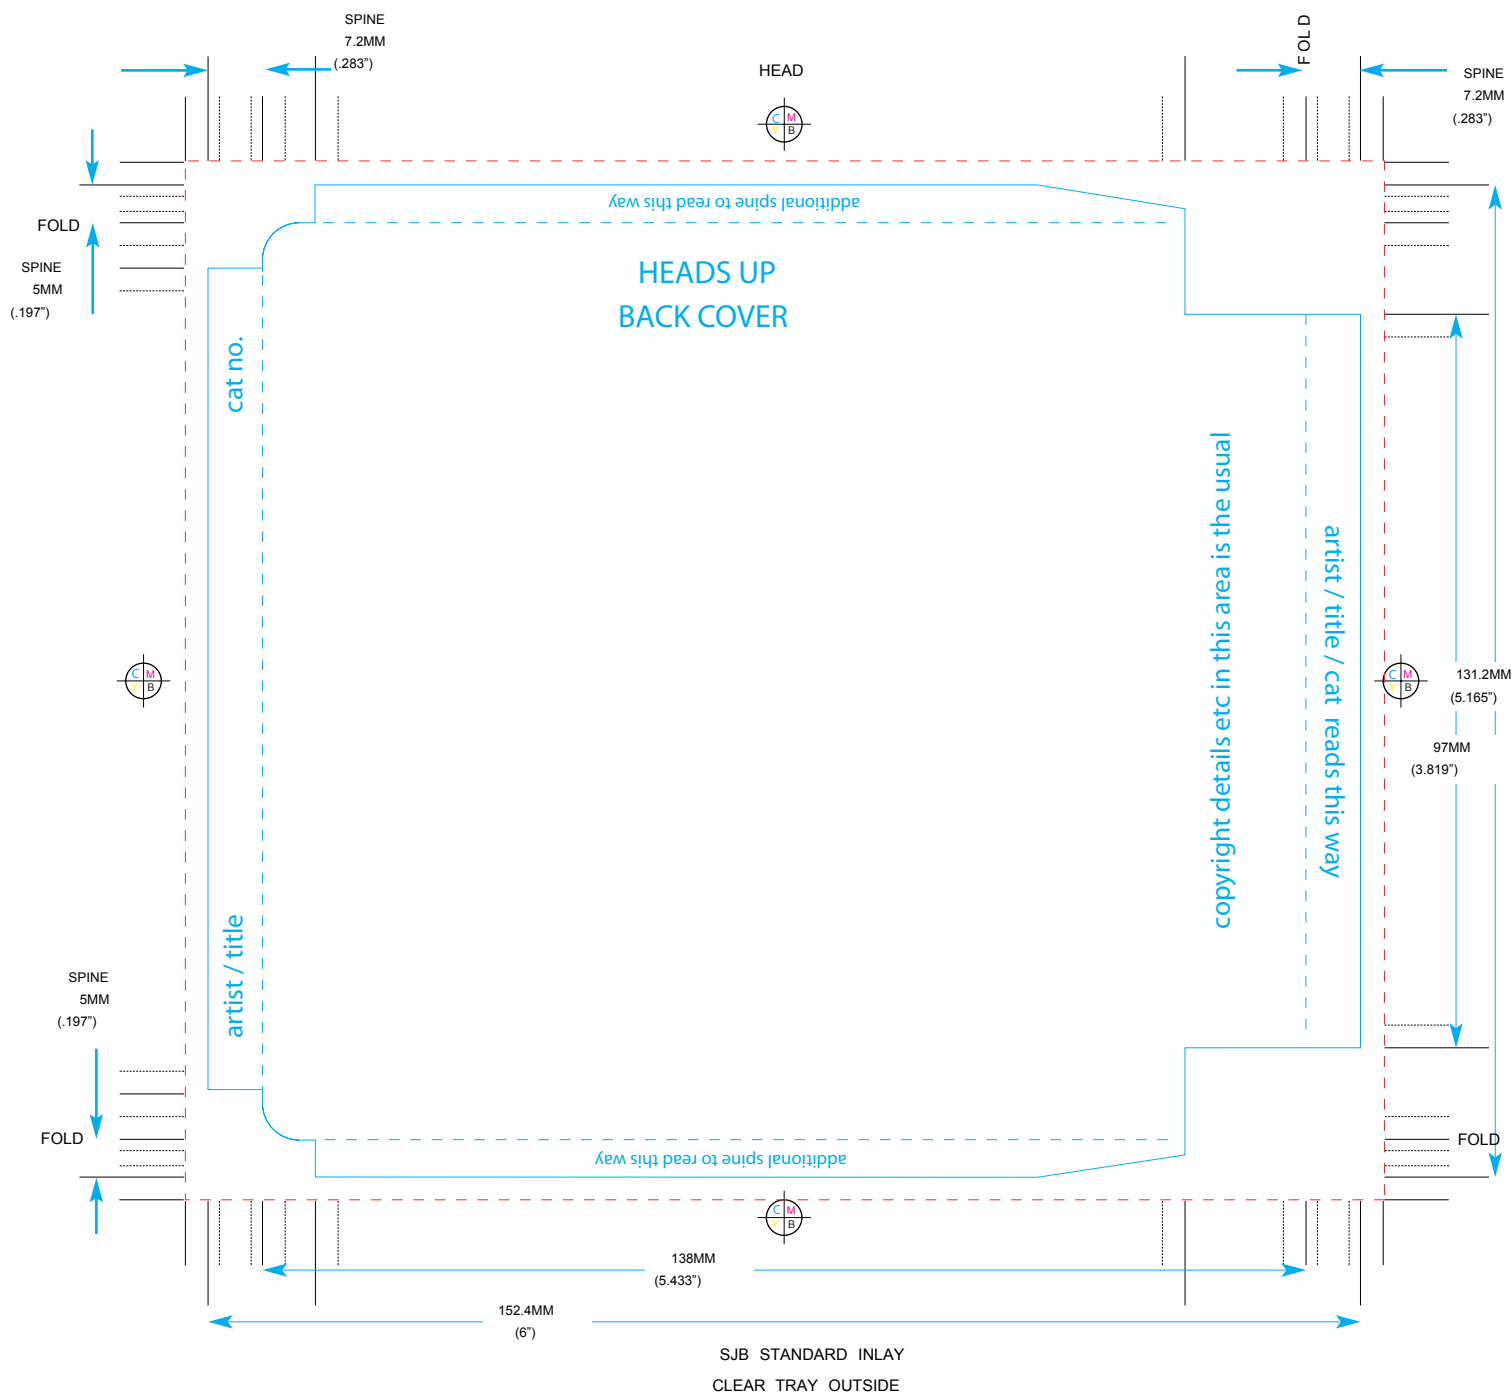 SPINE
7.2MM
(.283")
HEAD
FOLD
SPINE
7.2MM
(.283")
C M
Y B
additional spine to read this way
FOLD
HEADS UP
BACK COVER
SPINE
5MM
(.197")
cat no.
copyright details etc in this area is the usual
artist / title / cat reads this way
C M
Y B
C M
Y B
131.2MM
(5.165")
97MM
(3.819")
artist / title
SPINE
5MM
(.197")
FOLD
FOLD
additional spine to read this way
C M
Y B
138MM
(5.433")
152.4MM
(6")
SJB STANDARD INLAY
CLEAR TRAY OUTSIDE